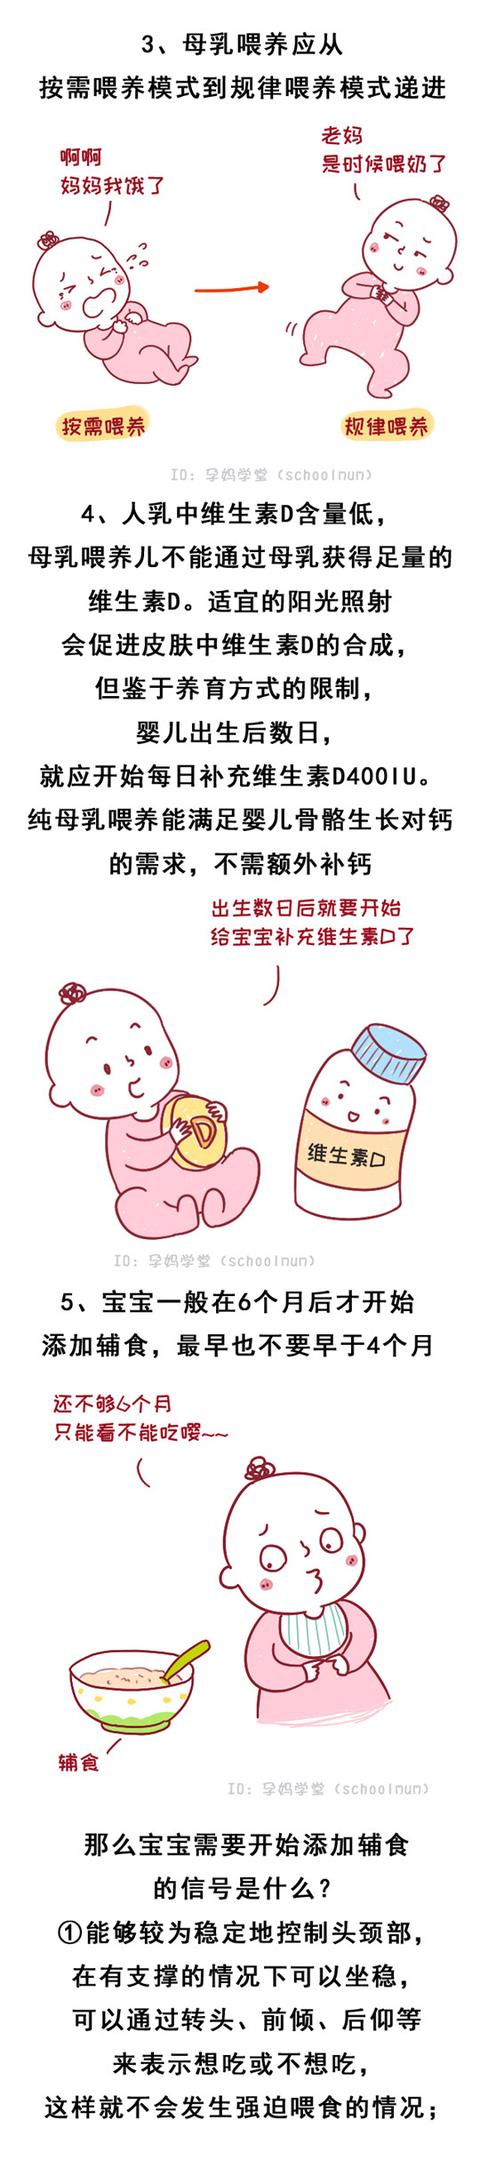 3、母乳喂养应从
按需喂养模式到规律喂养模式递进
啊啊
妈妈我饿了
老妈
是时候喂奶了
按需喂养
规律喂养
ID：孕妈学堂（schoolnun）
4、人乳中维生素D含量低，
母乳喂养儿不能通过母乳获得足量的
维生素D。适宜的阳光照射
会促进皮肤中维生素D的合成，
但鉴于养育方式的限制，
婴儿出生后数日，
就应开始每日补充维生素D400IU。
纯母乳喂养能满足婴儿骨骼生长对钙
的需求，不需额外补钙
出生数日后就要开始
给宝宝补充维生素D了
D
维生素D
ID：孕妈学堂（schoolnun）
5、宝宝一般在6个月后才开始
添加辅食，最早也不要早于4个月
还不够6个月
只能看不能吃嘤~~
辅食
ID：孕妈学堂（schoolnun）
那么宝宝需要开始添加辅食
的信号是什么？
①能够较为稳定地控制头颈部，
在有支撑的情况下可以坐稳，
可以通过转头、前倾、后仰等
来表示想吃或不想吃，
这样就不会发生强迫喂食的情况；